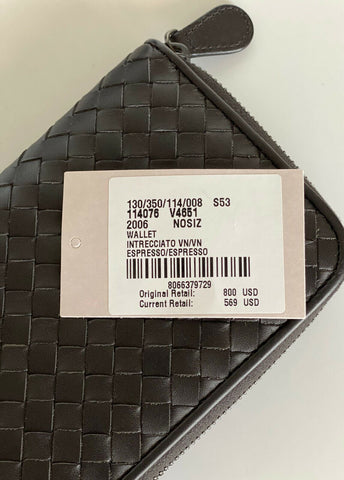 130/350/114/008 S53
114076 V4651
2006 NOSIZ
WALLET
INTRECCIATO VN/VN
ESPRESSO/ESPRESSO
8066379729
Original Retail: 800 USD
Current Retail: 569 USD